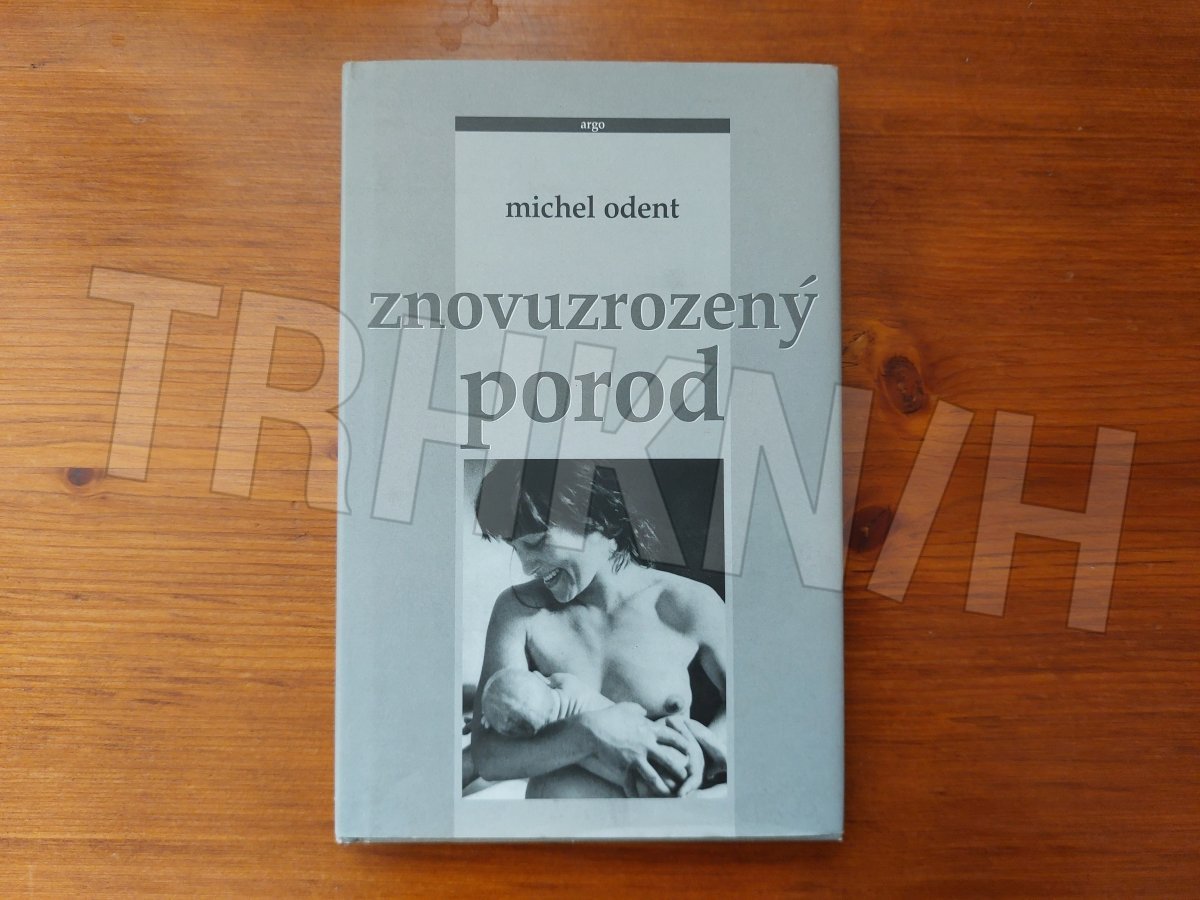 argo
michel odent
znovuzrozený
porod
TRHKNIH